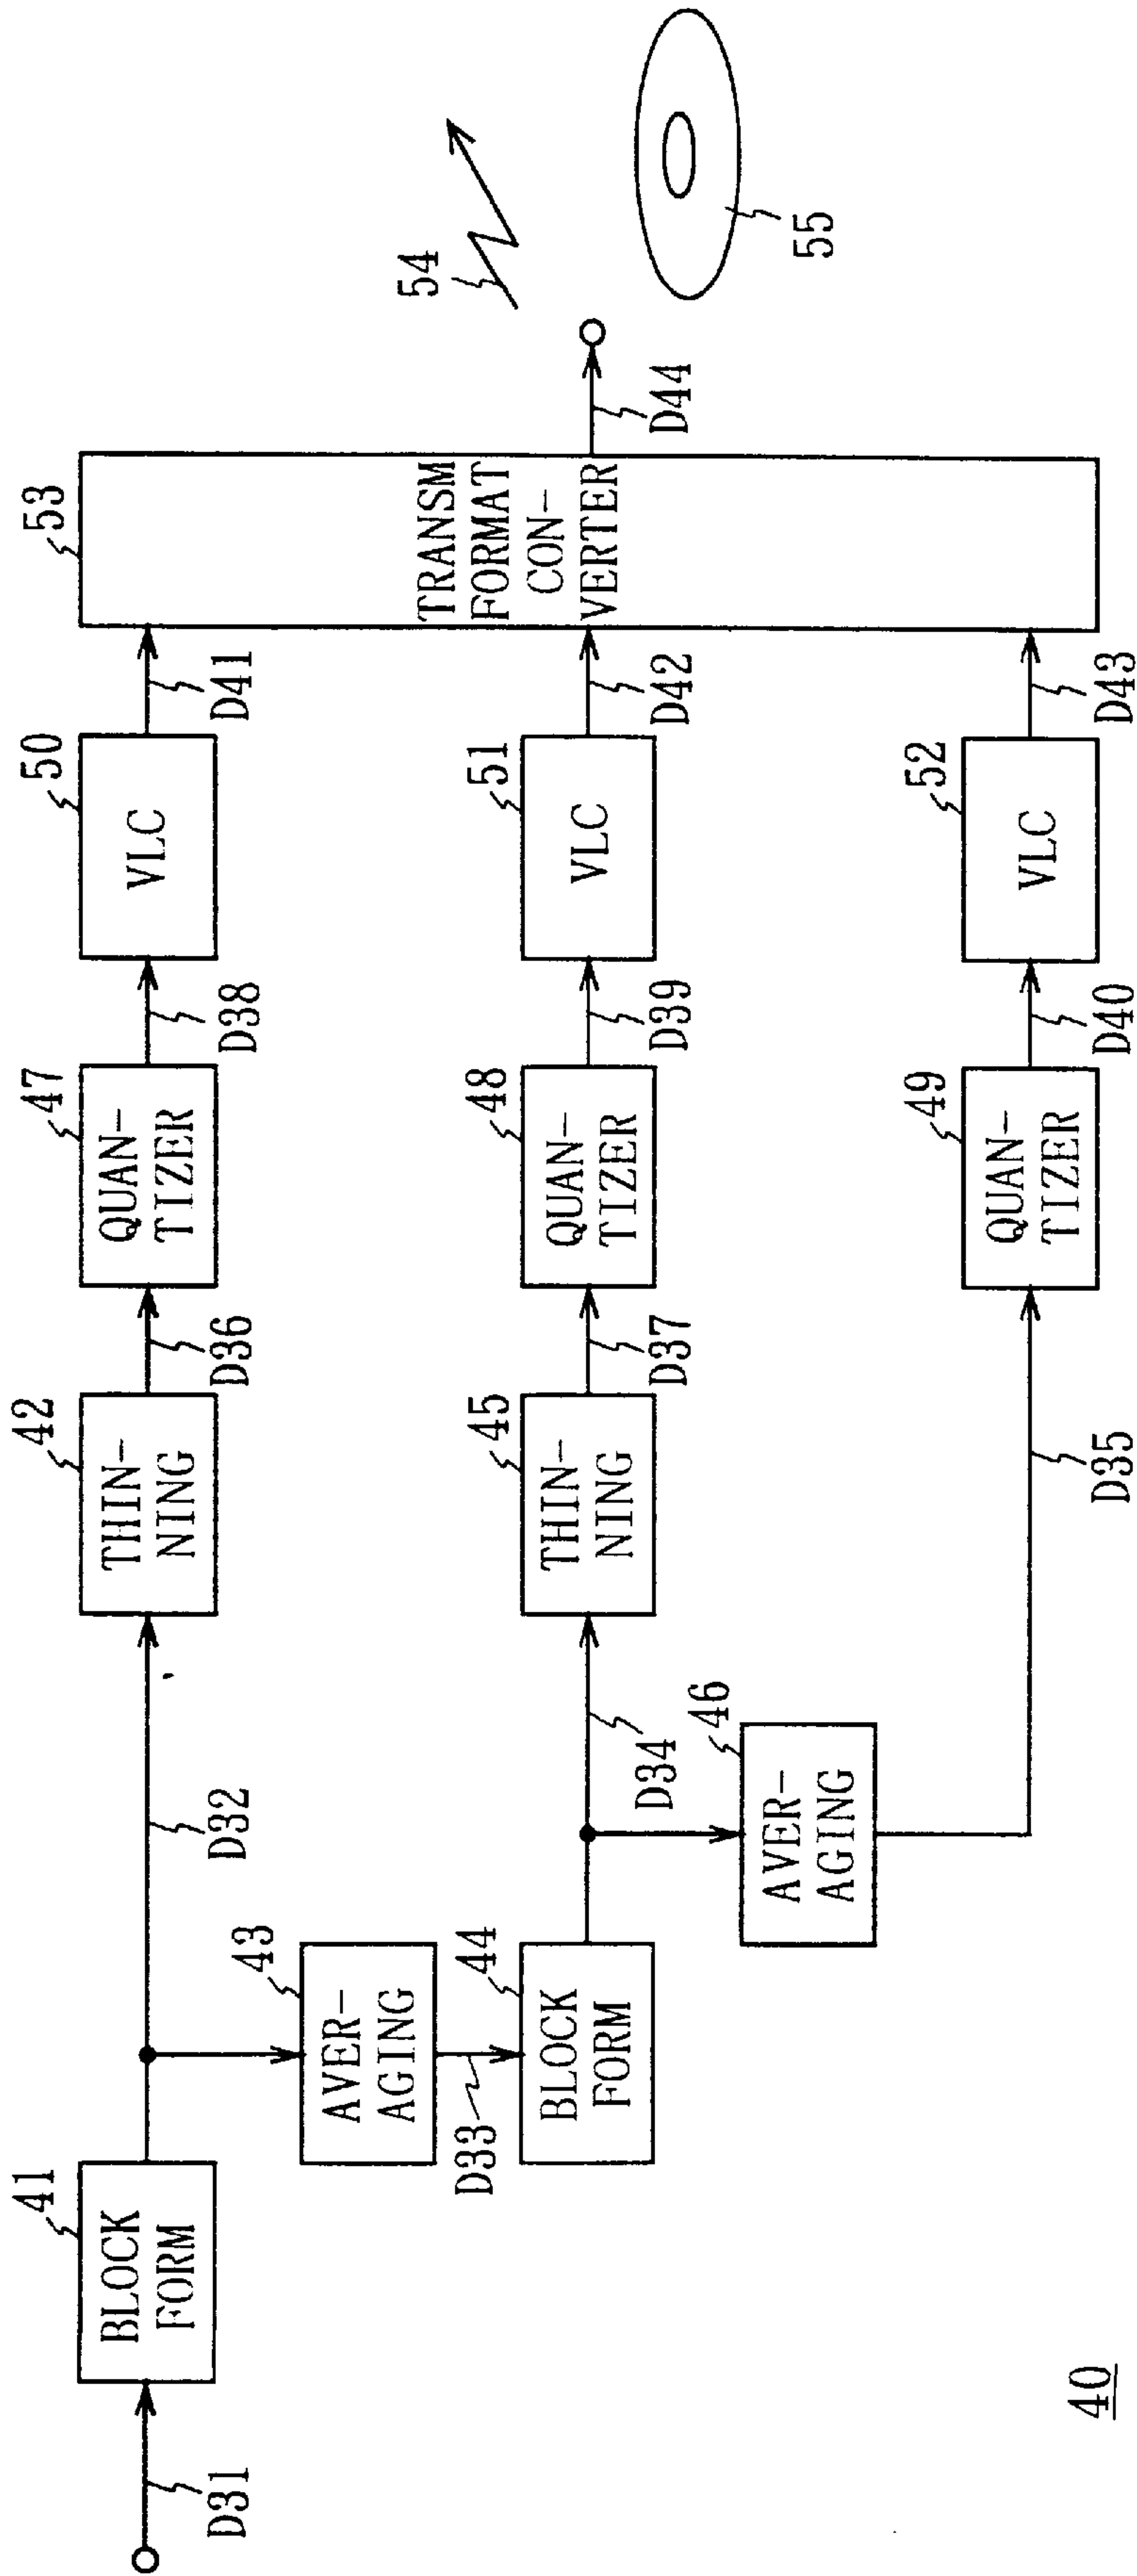 D31
41
BLOCK
FORM
D32
42
THIN-
NING
D36
47
QUAN-
TIZER
D38
50
VLC
D41
53
TRANSM
FORMAT
CON-
VERTER
43
AVER-
AGING
D33
44
BLOCK
FORM
D34
45
THIN-
NING
D37
48
QUAN-
TIZER
D39
51
VLC
D42
D44
54
55
46
AVER-
AGING
D35
49
QUAN-
TIZER
D40
52
VLC
D43
40